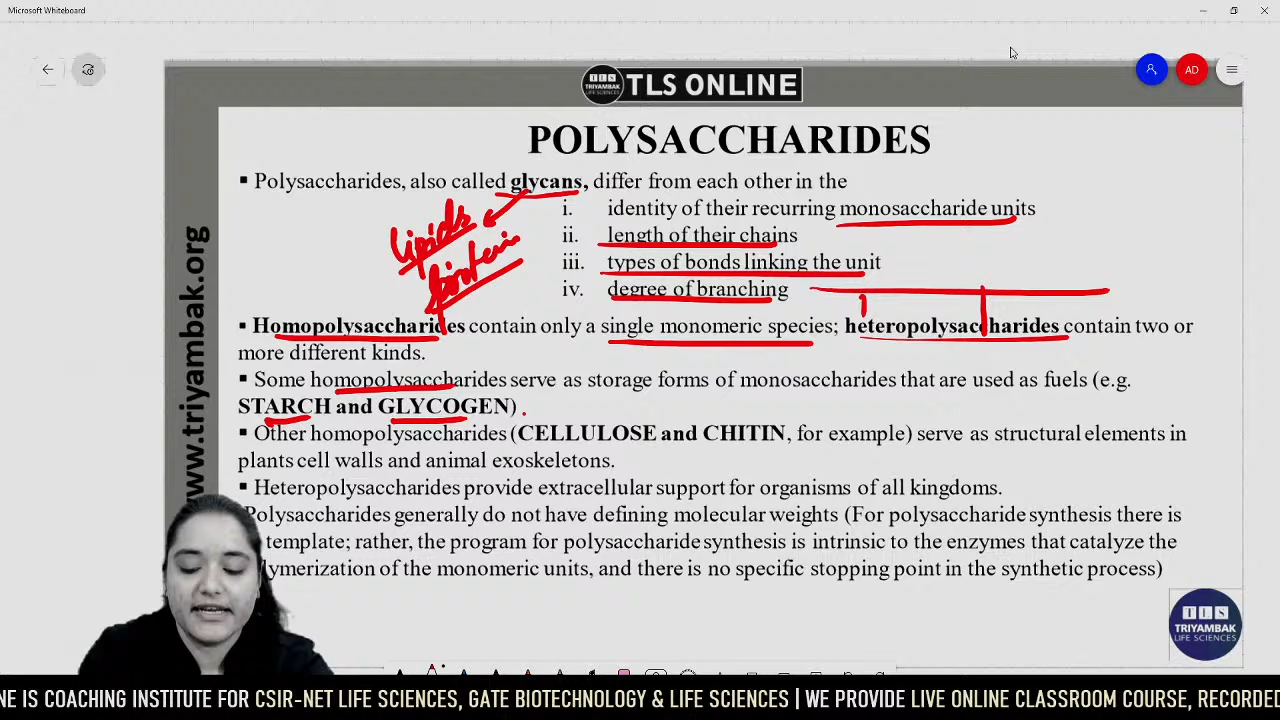 Microsoft Whiteboard
TLS TRIYAMBAK LIFE SCIENCES TLS ONLINE
AD
POLYSACCHARIDES
▪ Polysaccharides, also called glycans, differ from each other in the
i. identity of their recurring monosaccharide units
lipids
ii. length of their chains
protein
iii. types of bonds linking the unit
iv. degree of branching
▪ Homopolysaccharides contain only a single monomeric species; heteropolysaccharides contain two or
more different kinds.
▪ Some homopolysaccharides serve as storage forms of monosaccharides that are used as fuels (e.g.
STARCH and GLYCOGEN) .
▪ Other homopolysaccharides (CELLULOSE and CHITIN, for example) serve as structural elements in
plants cell walls and animal exoskeletons.
▪ Heteropolysaccharides provide extracellular support for organisms of all kingdoms.
Polysaccharides generally do not have defining molecular weights (For polysaccharide synthesis there is
template; rather, the program for polysaccharide synthesis is intrinsic to the enzymes that catalyze the
lymerization of the monomeric units, and there is no specific stopping point in the synthetic process)
www.triyambak
TLS
TRIYAMBAK
LIFE SCIENCES
NE IS COACHING INSTITUTE FOR CSIR-NET LIFE SCIENCES, GATE BIOTECHNOLOGY & LIFE SCIENCES | WE PROVIDE LIVE ONLINE CLASSROOM COURSE, RECORDED